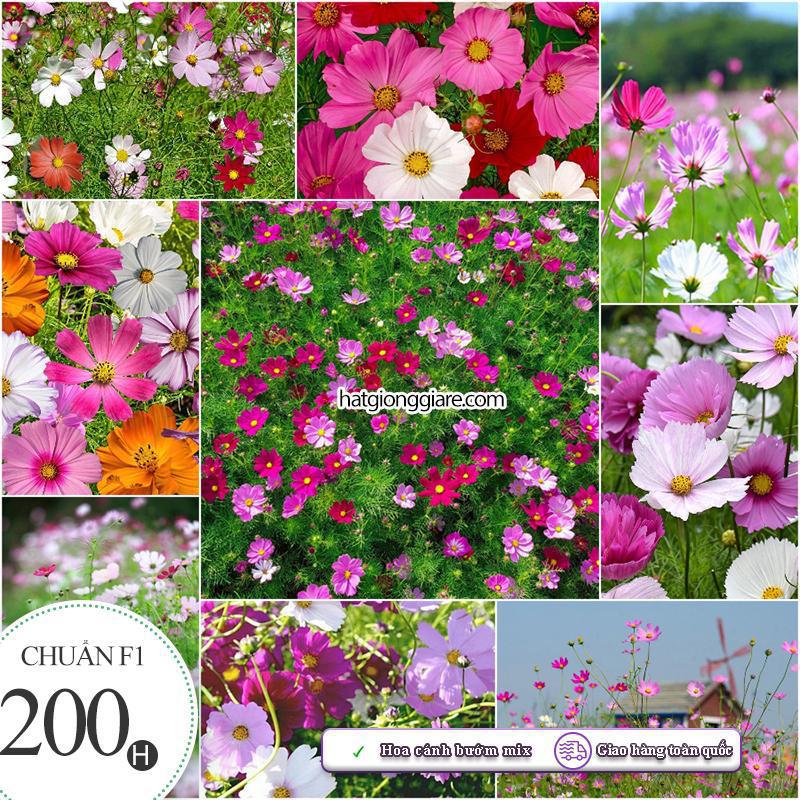 hatgionggiare.com
CHUẨN F1
200 H
✓ Hoa cánh bướm mix
Giao hàng toàn quốc